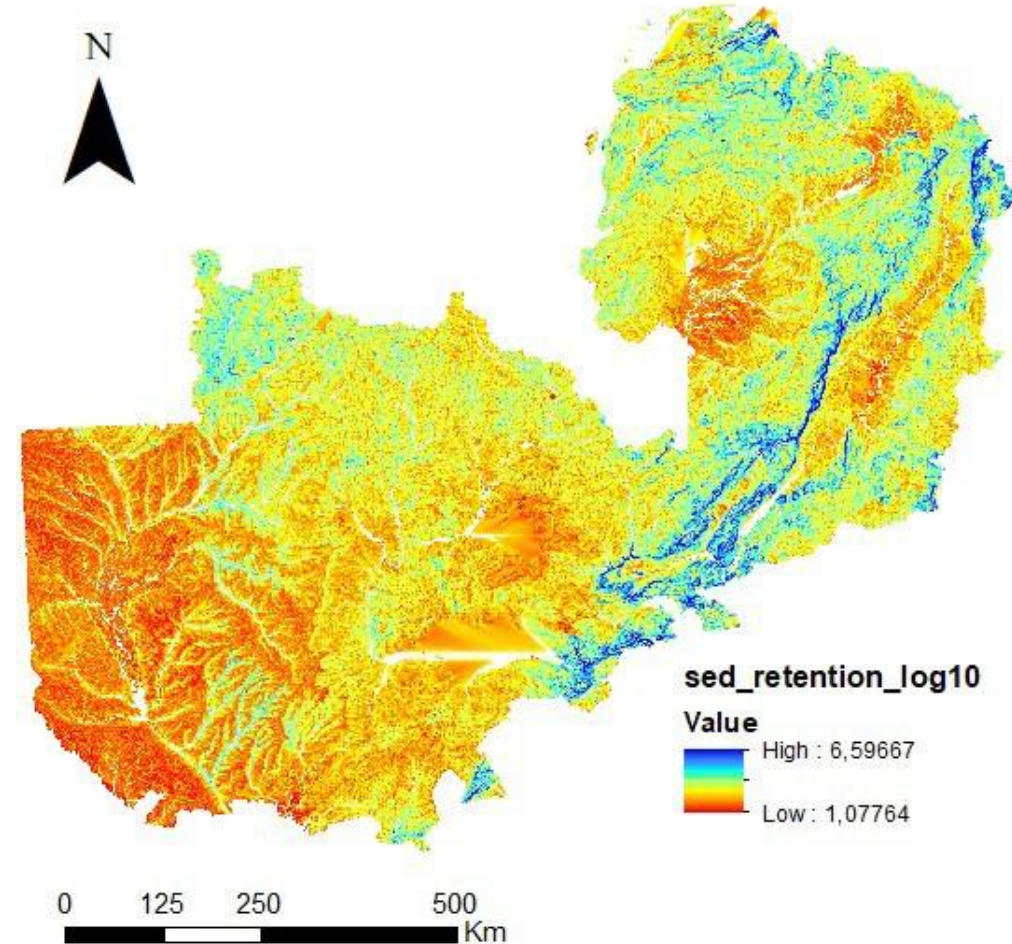 N
sed_retention_log10
Value
High : 6,59667
Low : 1,07764
0 125 250 500
Km